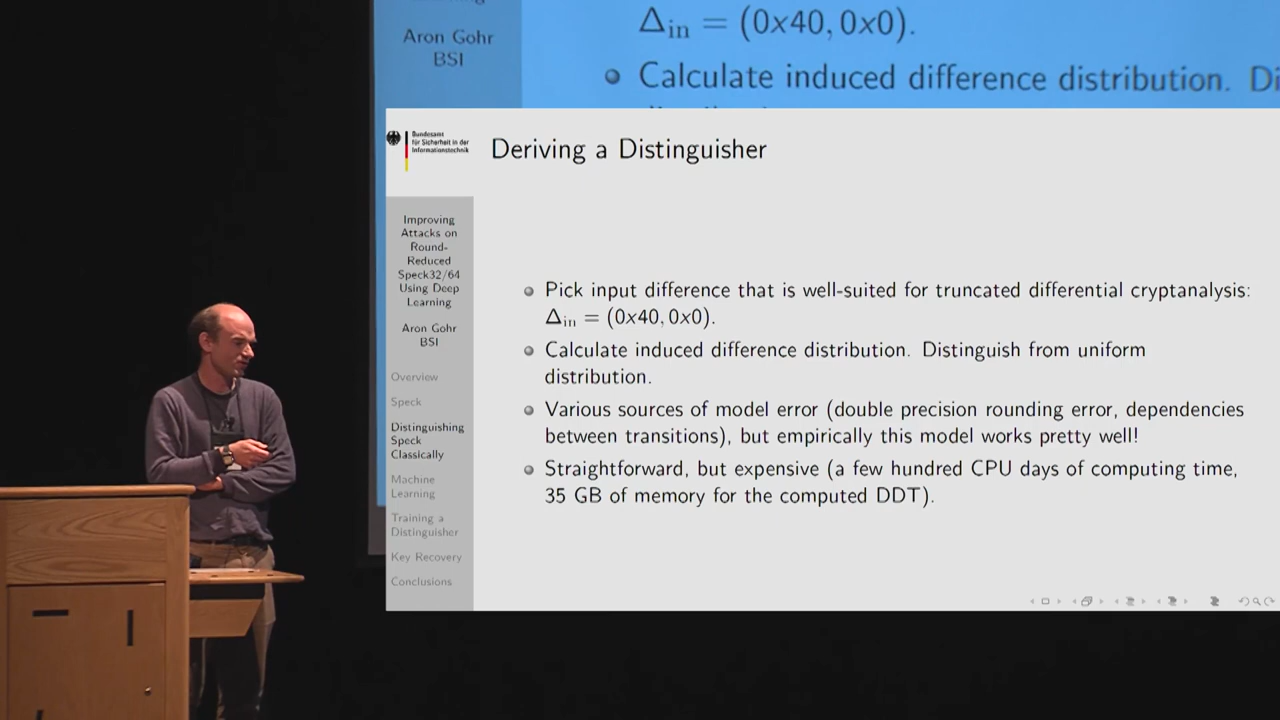 Aron Gohr
BSI
Δin = (0x40, 0x0).
Calculate induced difference distribution. Di
Bundesamt
für Sicherheit in der
Informationstechnik
Deriving a Distinguisher
Improving
Attacks on
Round-
Reduced
Speck32/64
Using Deep
Learning
Aron Gohr
BSI
Overview
Speck
Distinguishing
Speck
Classically
Machine
Learning
Training a
Distinguisher
Key Recovery
Conclusions
Pick input difference that is well-suited for truncated differential cryptanalysis:
Δin = (0x40, 0x0).
Calculate induced difference distribution. Distinguish from uniform
distribution.
Various sources of model error (double precision rounding error, dependencies
between transitions), but empirically this model works pretty well!
Straightforward, but expensive (a few hundred CPU days of computing time,
35 GB of memory for the computed DDT).